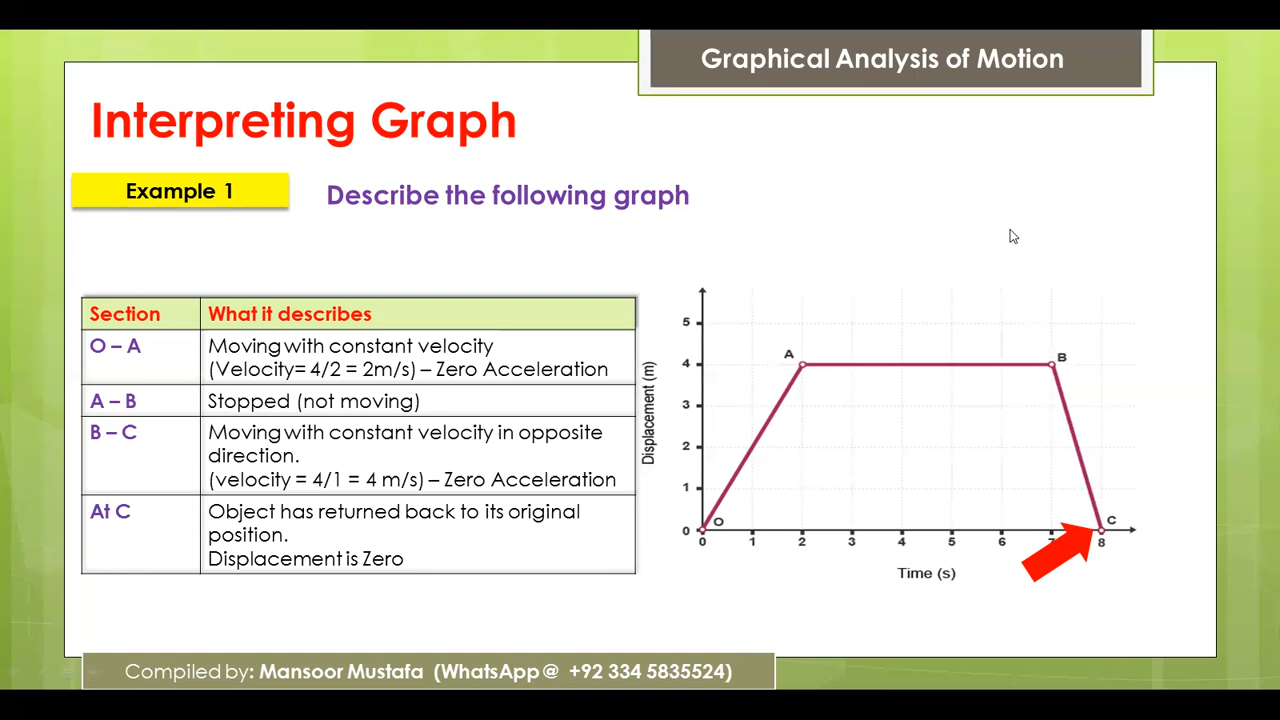 Graphical Analysis of Motion
Interpreting Graph
Example 1
Describe the following graph
Section What it describes
O – A Moving with constant velocity
(Velocity= 4/2 = 2m/s) – Zero Acceleration
A – B Stopped (not moving)
B – C Moving with constant velocity in opposite
direction.
(velocity = 4/1 = 4 m/s) – Zero Acceleration
At C Object has returned back to its original
position.
Displacement is Zero
Displacement (m)
5
4
3
2
1
0
A
B
O
C
0 1 2 3 4 5 6 7 8
Time (s)
Compiled by: Mansoor Mustafa (WhatsApp @ +92 334 5835524)